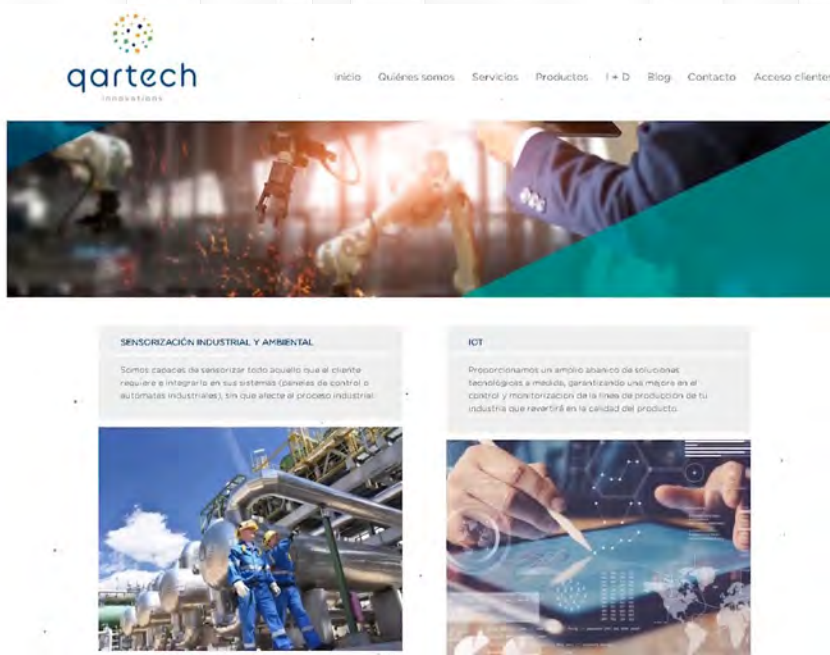 qartech
innovations
Inicio Quiénes somos Servicios Productos I + D Blog Contacto Acceso clientes
SENSORIZACIÓN INDUSTRIAL Y AMBIENTAL
Somos capaces de sensorizar todo aquello que el cliente
requiere e integrarlo en sus sistemas (paneles de control o
autómatas industriales), sin que afecte al proceso industrial.
IOT
Proporcionamos un amplio abanico de soluciones
tecnológicas a medida, garantizando una mejora en el
control y monitorización de la línea de producción de tu
industria que revertirá en la calidad del producto.